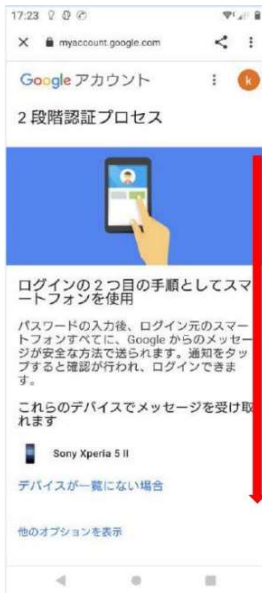 17:23
myaccount.google.com
Google アカウント
k
2 段階認証プロセス
ログインの 2 つ目の手順としてスマ
ートフォンを使用
パスワードの入力後、ログイン元のスマー
トフォンすべてに、Google からのメッセー
ジが安全な方法で送られます。通知をタッ
プすると確認が行われ、ログインできま
す。
これらのデバイスでメッセージを受け取
れます
Sony Xperia 5 II
デバイスが一覧にない場合
他のオプションを表示